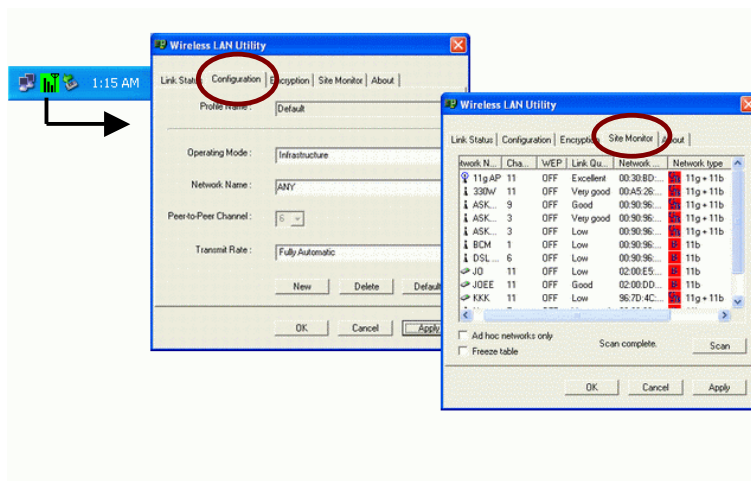 1:15 AM
Wireless LAN Utility
Link Status Configuration Encryption Site Monitor About
Profile Name : Default
Operating Mode : Infrastructure
Network Name : ANY
Peer-to-Peer Channel : 6
Transmit Rate : Fully Automatic
New Delete Default
OK Cancel Apply
Wireless LAN Utility
Link Status Configuration Encryption Site Monitor About
twork N... Cha... WEP Link Qu... Network ... Network type
11g AP 11 OFF Excellent 00:30:BD:... 11g + 11b
330W 11 OFF Very good 00:A5:26:... 11g + 11b
ASK... 9 OFF Good 00:90:96:... 11g + 11b
ASK... 3 OFF Very good 00:90:96:... 11g + 11b
ASK... 3 OFF Low 00:90:96:... 11g + 11b
BCM 1 OFF Low 00:90:96:... 11b
DSL ... 6 OFF Low 00:90:96:... 11b
JO 11 OFF Low 02:00:E5:... 11b
JOEE 11 OFF Good 02:00:DD... 11b
KKK 11 OFF Low 96:7D:4C:... 11g + 11b
Ad hoc networks only
Freeze table
Scan complete.
Scan
OK Cancel Apply